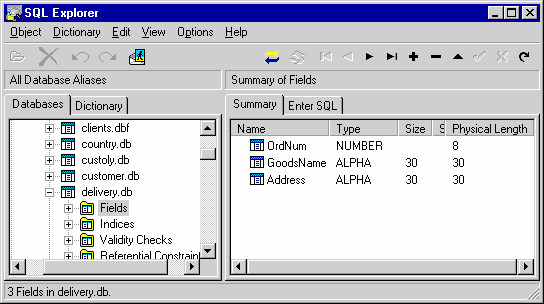 SQL Explorer
Object Dictionary Edit View Options Help
All Database Aliases
Summary of Fields
Databases Dictionary
Summary Enter SQL
clients.dbf
country.db
custoly.db
customer.db
delivery.db
Fields
Indices
Validity Checks
Referential Constrain
Name Type Size S Physical Length
OrdNum NUMBER 8
GoodsName ALPHA 30 30
Address ALPHA 30 30
3 Fields in delivery.db.